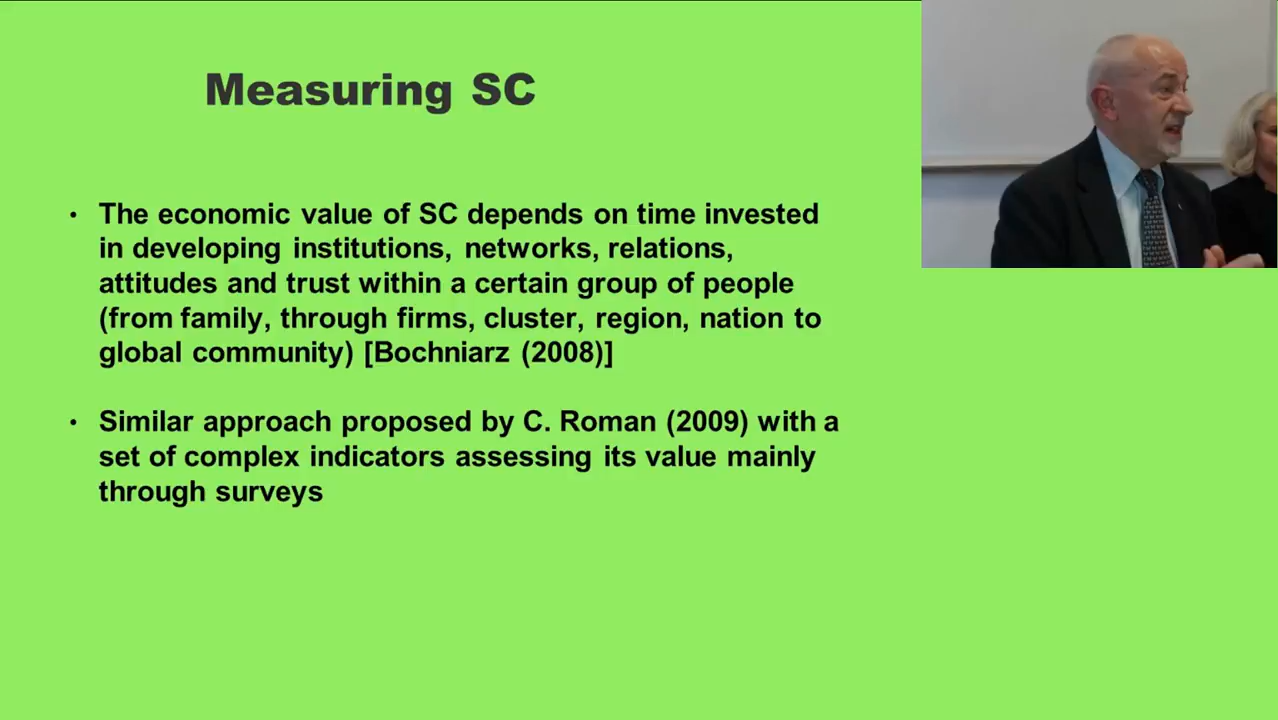 Measuring SC
• The economic value of SC depends on time invested
in developing institutions, networks, relations,
attitudes and trust within a certain group of people
(from family, through firms, cluster, region, nation to
global community) [Bochniarz (2008)]
• Similar approach proposed by C. Roman (2009) with a
set of complex indicators assessing its value mainly
through surveys